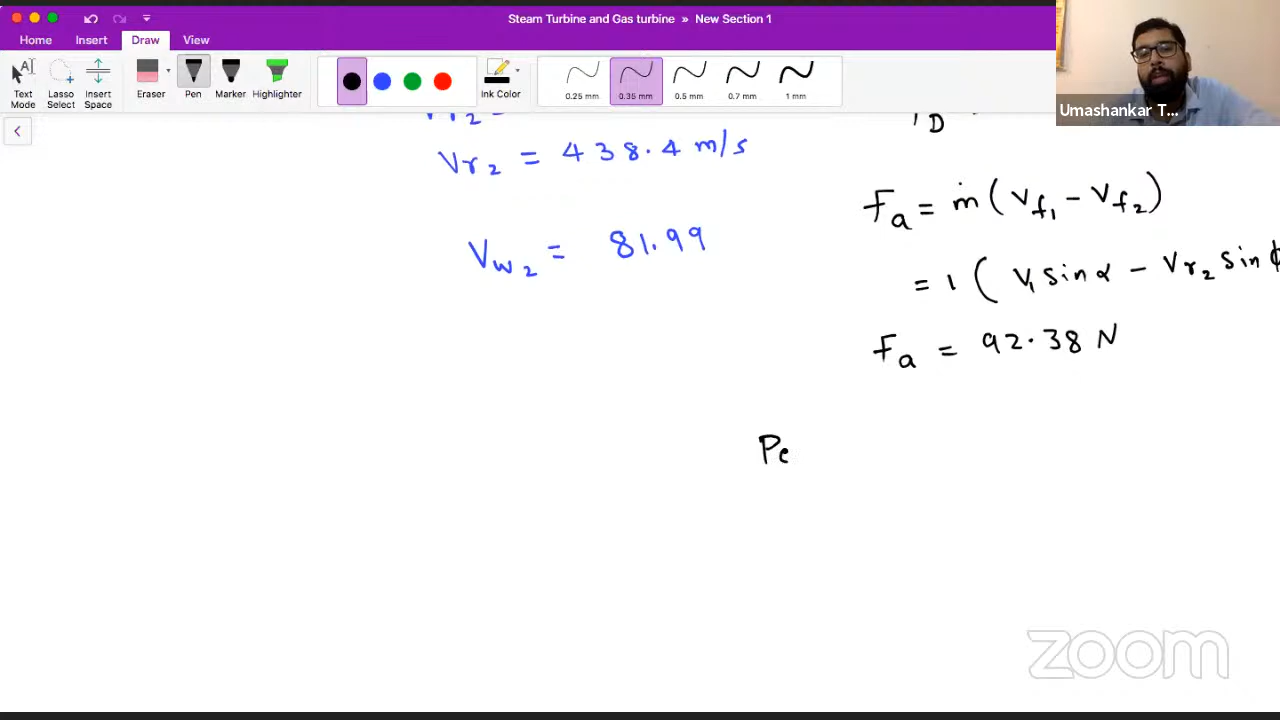 Steam Turbine and Gas turbine » New Section 1
Home Insert Draw View
Text Mode
Lasso Select
Insert Space
Eraser
Pen
Marker
Highlighter
Ink Color
0.25 mm
0.35 mm
0.5 mm
0.7 mm
1 mm
Umashankar T...
Vr2 = 438.4 m/s
Vw2 = 81.99
Fa = ṁ (Vf1 - Vf2)
= 1 ( V1 sin α - Vr2 sin ϕ
Fa = 92.38 N
Pe
zoom